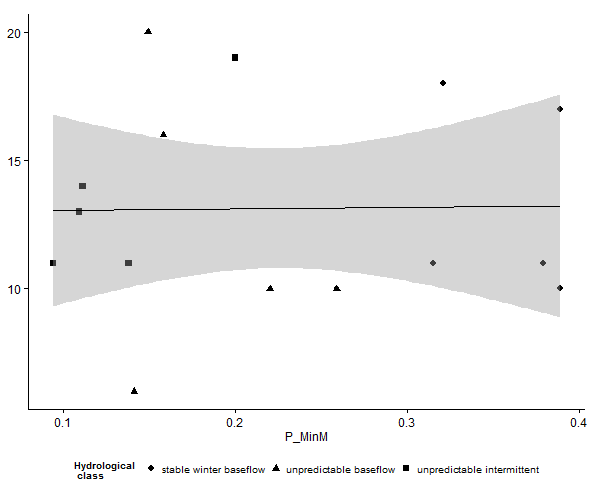 20
15
10
0.1 0.2 0.3 0.4
P_MinM
Hydrological
class
stable winter baseflow unpredictable baseflow unpredictable intermittent